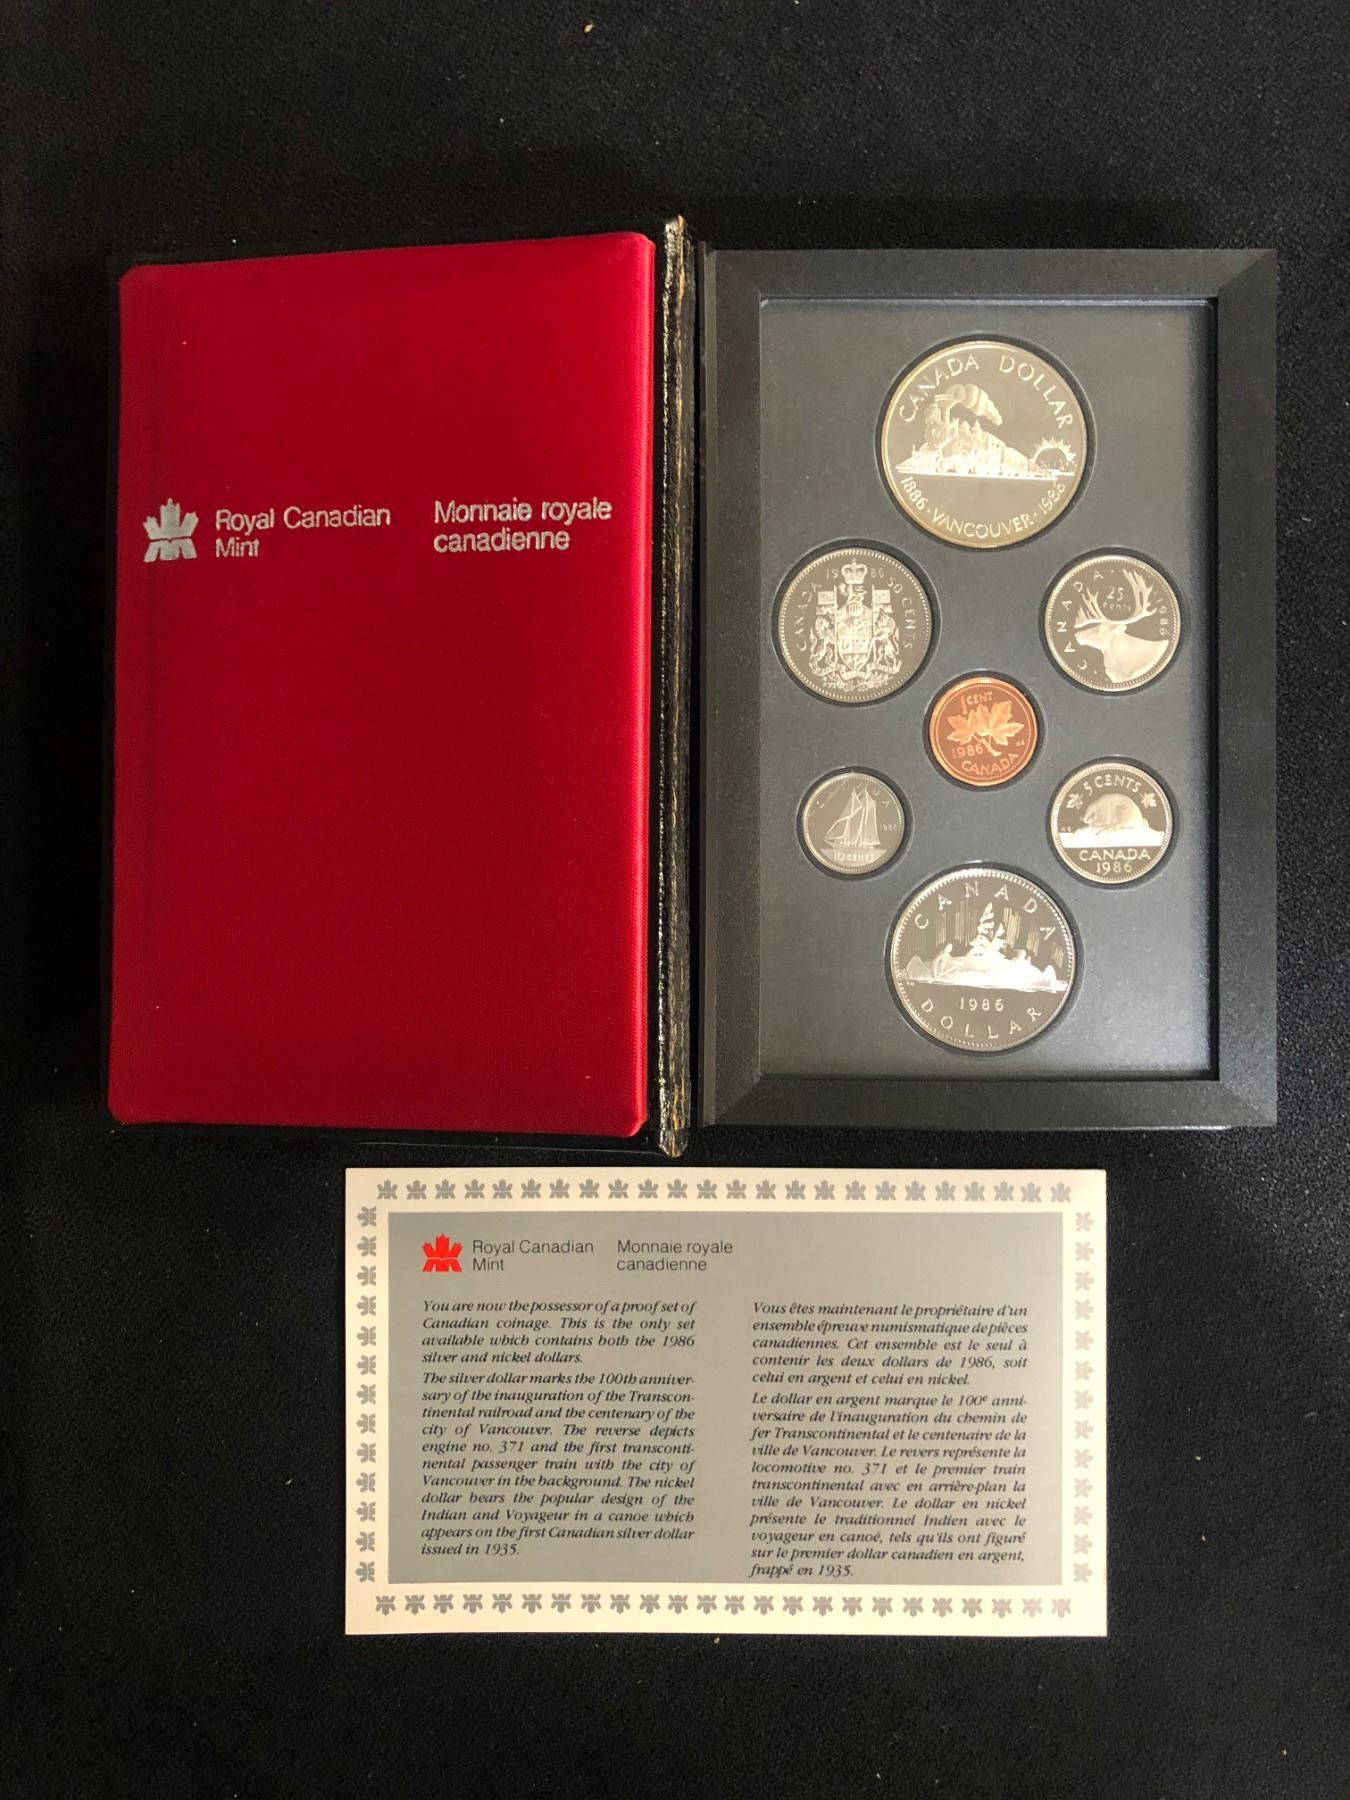 Royal Canadian
Mint
Monnaie royale
canadienne
CANADA DOLLAR
1886·VANCOUVER·1986
CANADA 1986 50 CENTS
CANADA · 1986
25
cents
1 CENT
1986
CANADA
CANADA
1986
10 CENTS
5 CENTS
CANADA
1986
CANADA
1986
DOLLAR
Royal Canadian
Mint
Monnaie royale
canadienne
You are now the possessor of a proof set of
Canadian coinage. This is the only set
available which contains both the 1986
silver and nickel dollars.
The silver dollar marks the 100th anniver-
sary of the inauguration of the Transcon-
tinental railroad and the centenary of the
city of Vancouver. The reverse depicts
engine no. 371 and the first transconti-
nental passenger train with the city of
Vancouver in the background. The nickel
dollar bears the popular design of the
Indian and Voyageur in a canoe which
appears on the first Canadian silver dollar
issued in 1935.
Vous êtes maintenant le propriétaire d'un
ensemble épreuve numismatique de pièces
canadiennes. Cet ensemble est le seul à
contenir les deux dollars de 1986, soit
celui en argent et celui en nickel.
Le dollar en argent marque le 100e anni-
versaire de l'inauguration du chemin de
fer Transcontinental et le centenaire de la
ville de Vancouver. Le revers représente la
locomotive no. 371 et le premier train
transcontinental avec en arrière-plan la
ville de Vancouver. Le dollar en nickel
présente le traditionnel Indien avec le
voyageur en canoë, tels qu'ils ont figuré
sur le premier dollar canadien en argent,
frappé en 1935.